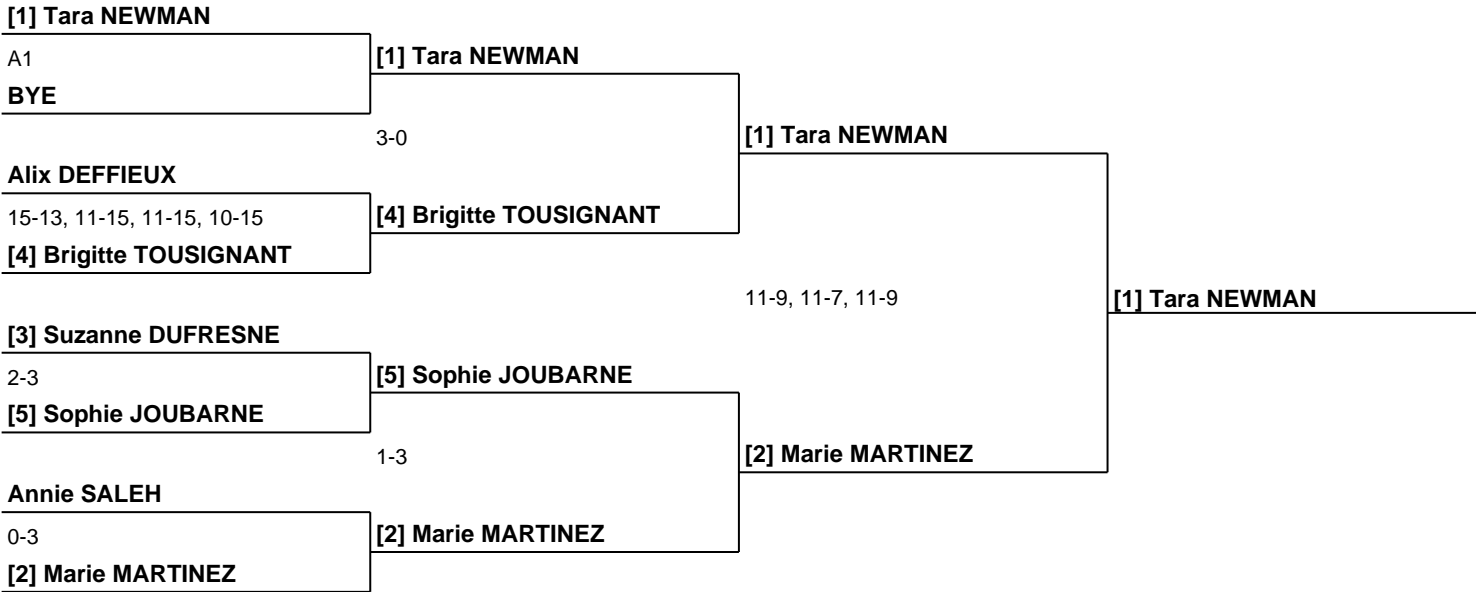 [1] Tara NEWMAN
A1
BYE
[1] Tara NEWMAN
3-0
Alix DEFFIEUX
15-13, 11-15, 11-15, 10-15
[4] Brigitte TOUSIGNANT
[4] Brigitte TOUSIGNANT
[1] Tara NEWMAN
11-9, 11-7, 11-9
[1] Tara NEWMAN
[3] Suzanne DUFRESNE
2-3
[5] Sophie JOUBARNE
[5] Sophie JOUBARNE
1-3
Annie SALEH
0-3
[2] Marie MARTINEZ
[2] Marie MARTINEZ
[2] Marie MARTINEZ